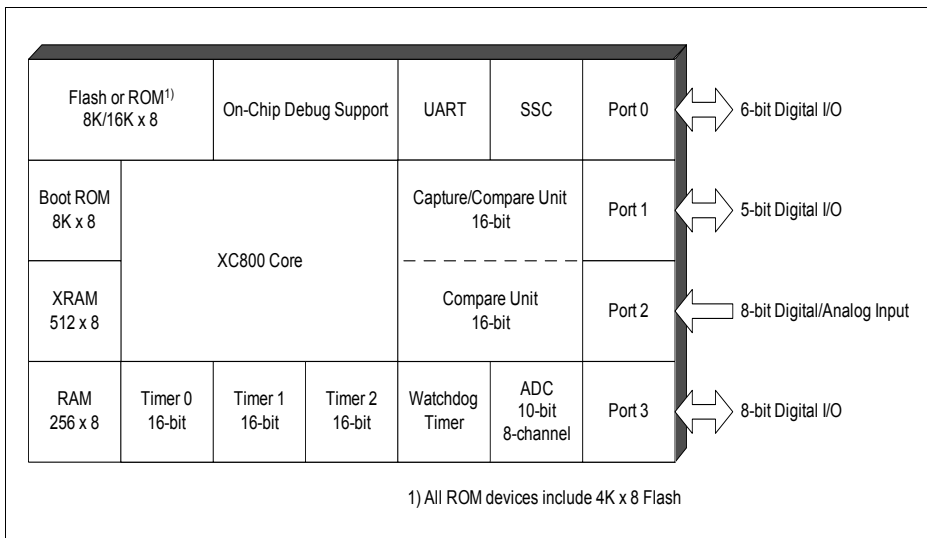 Flash or ROM1)
8K/16K x 8
On-Chip Debug Support
UART
SSC
Port 0
6-bit Digital I/O
Boot ROM
8K x 8
XC800 Core
Capture/Compare Unit
16-bit
Port 1
5-bit Digital I/O
XRAM
512 x 8
Compare Unit
16-bit
Port 2
8-bit Digital/Analog Input
RAM
256 x 8
Timer 0
16-bit
Timer 1
16-bit
Timer 2
16-bit
Watchdog
Timer
ADC
10-bit
8-channel
Port 3
8-bit Digital I/O
1) All ROM devices include 4K x 8 Flash